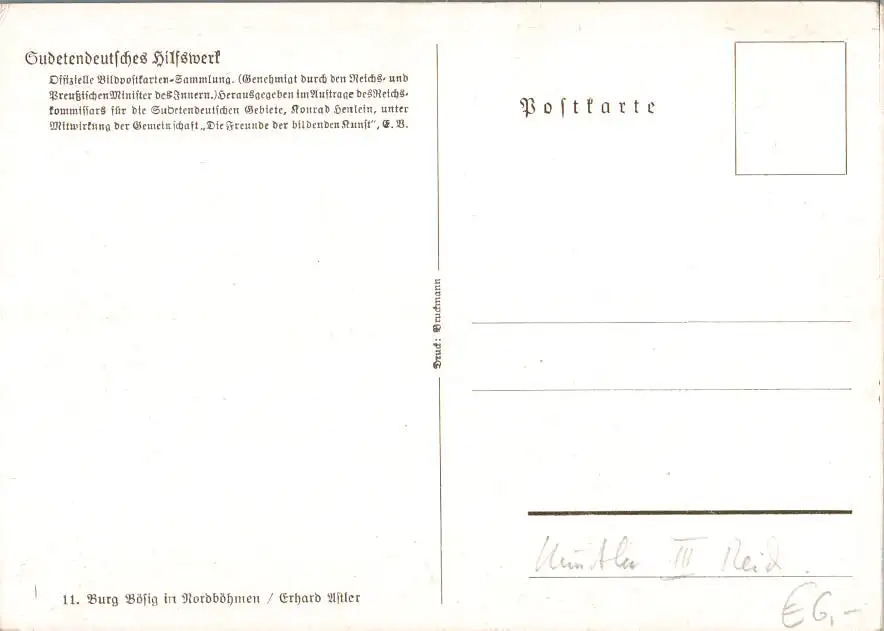 Sudetendeutsches Hilfswerk
Offizielle Bildpostkarten-Sammlung. (Genehmigt durch den Reichs- und
Preußischen Minister des Innern.) Herausgegeben im Auftrage des Reichs-
kommissars für die Sudetendeutschen Gebiete, Konrad Henlein, unter
Mitwirkung der Gemeinschaft „Die Freunde der bildenden Kunst", E. V.
11. Burg Bösig in Nordböhmen / Erhard Astler
Druck: Bruckmann
Postkarte
Künstler III Reich
€ 6,-